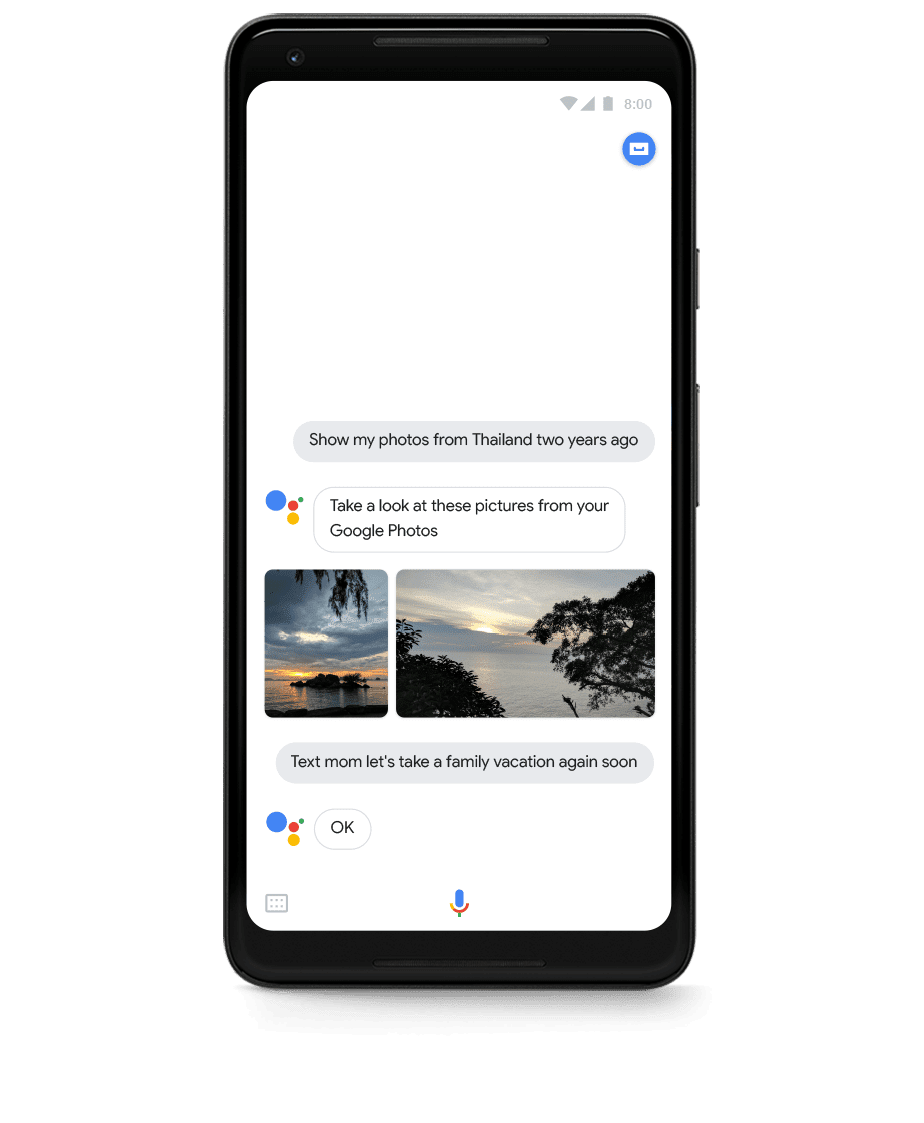 8:00
Show my photos from Thailand two years ago
Take a look at these pictures from your
Google Photos
Text mom let's take a family vacation again soon
OK